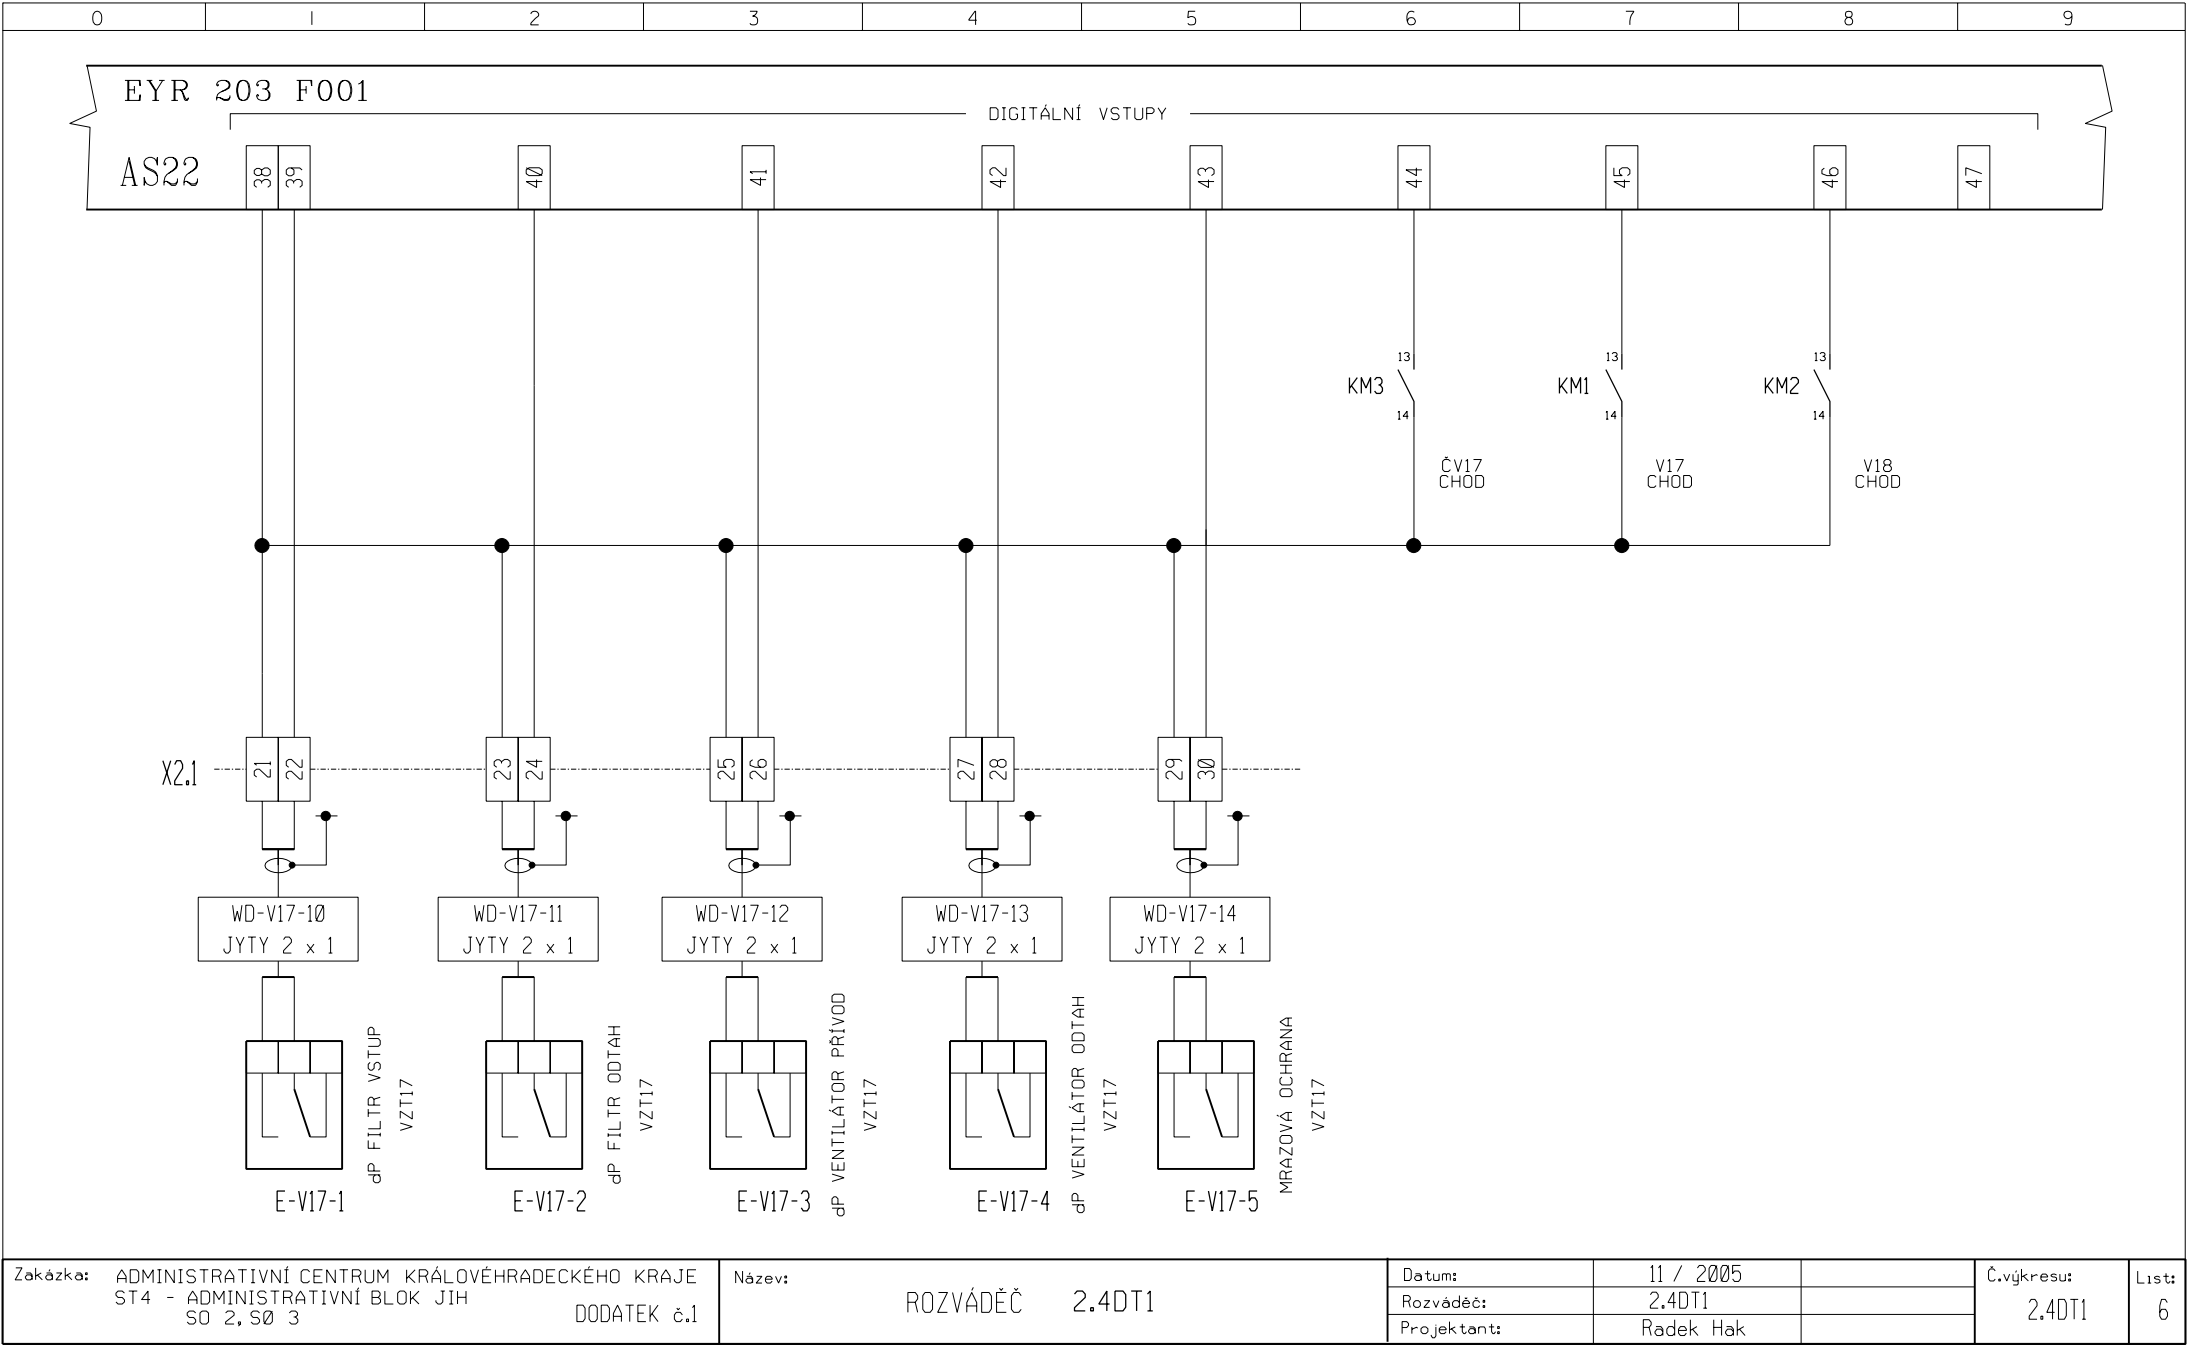 0 1 2 3 4 5 6 7 8 9
EYR 203 F001
DIGITÁLNÍ VSTUPY
AS22
38 39 40 41 42 43 44 45 46 47
13 13 13
KM3 KM1 KM2
14 14 14
ČV17 V17 V18
CHOD CHOD CHOD
X2.1 21 22 23 24 25 26 27 28 29 30
WD-V17-10 WD-V17-11 WD-V17-12 WD-V17-13 WD-V17-14
JYTY 2 x 1 JYTY 2 x 1 JYTY 2 x 1 JYTY 2 x 1 JYTY 2 x 1
dP FILTR VSTUP
VZT17
dP FILTR ODTAH
VZT17
dP VENTILÁTOR PŘÍVOD
VZT17
dP VENTILÁTOR ODTAH
VZT17
MRAZOVÁ OCHRANA
VZT17
E-V17-1 E-V17-2 E-V17-3 E-V17-4 E-V17-5
Zakázka: ADMINISTRATIVNÍ CENTRUM KRÁLOVÉHRADECKÉHO KRAJE
ST4 - ADMINISTRATIVNÍ BLOK JIH
SO 2, SØ 3 DODATEK č.1
Název:
ROZVÁDĚČ 2.4DT1
Datum: 11 / 2005
Rozváděč: 2.4DT1
Projektant: Radek Hak
Č.výkresu:
2.4DT1
List:
6